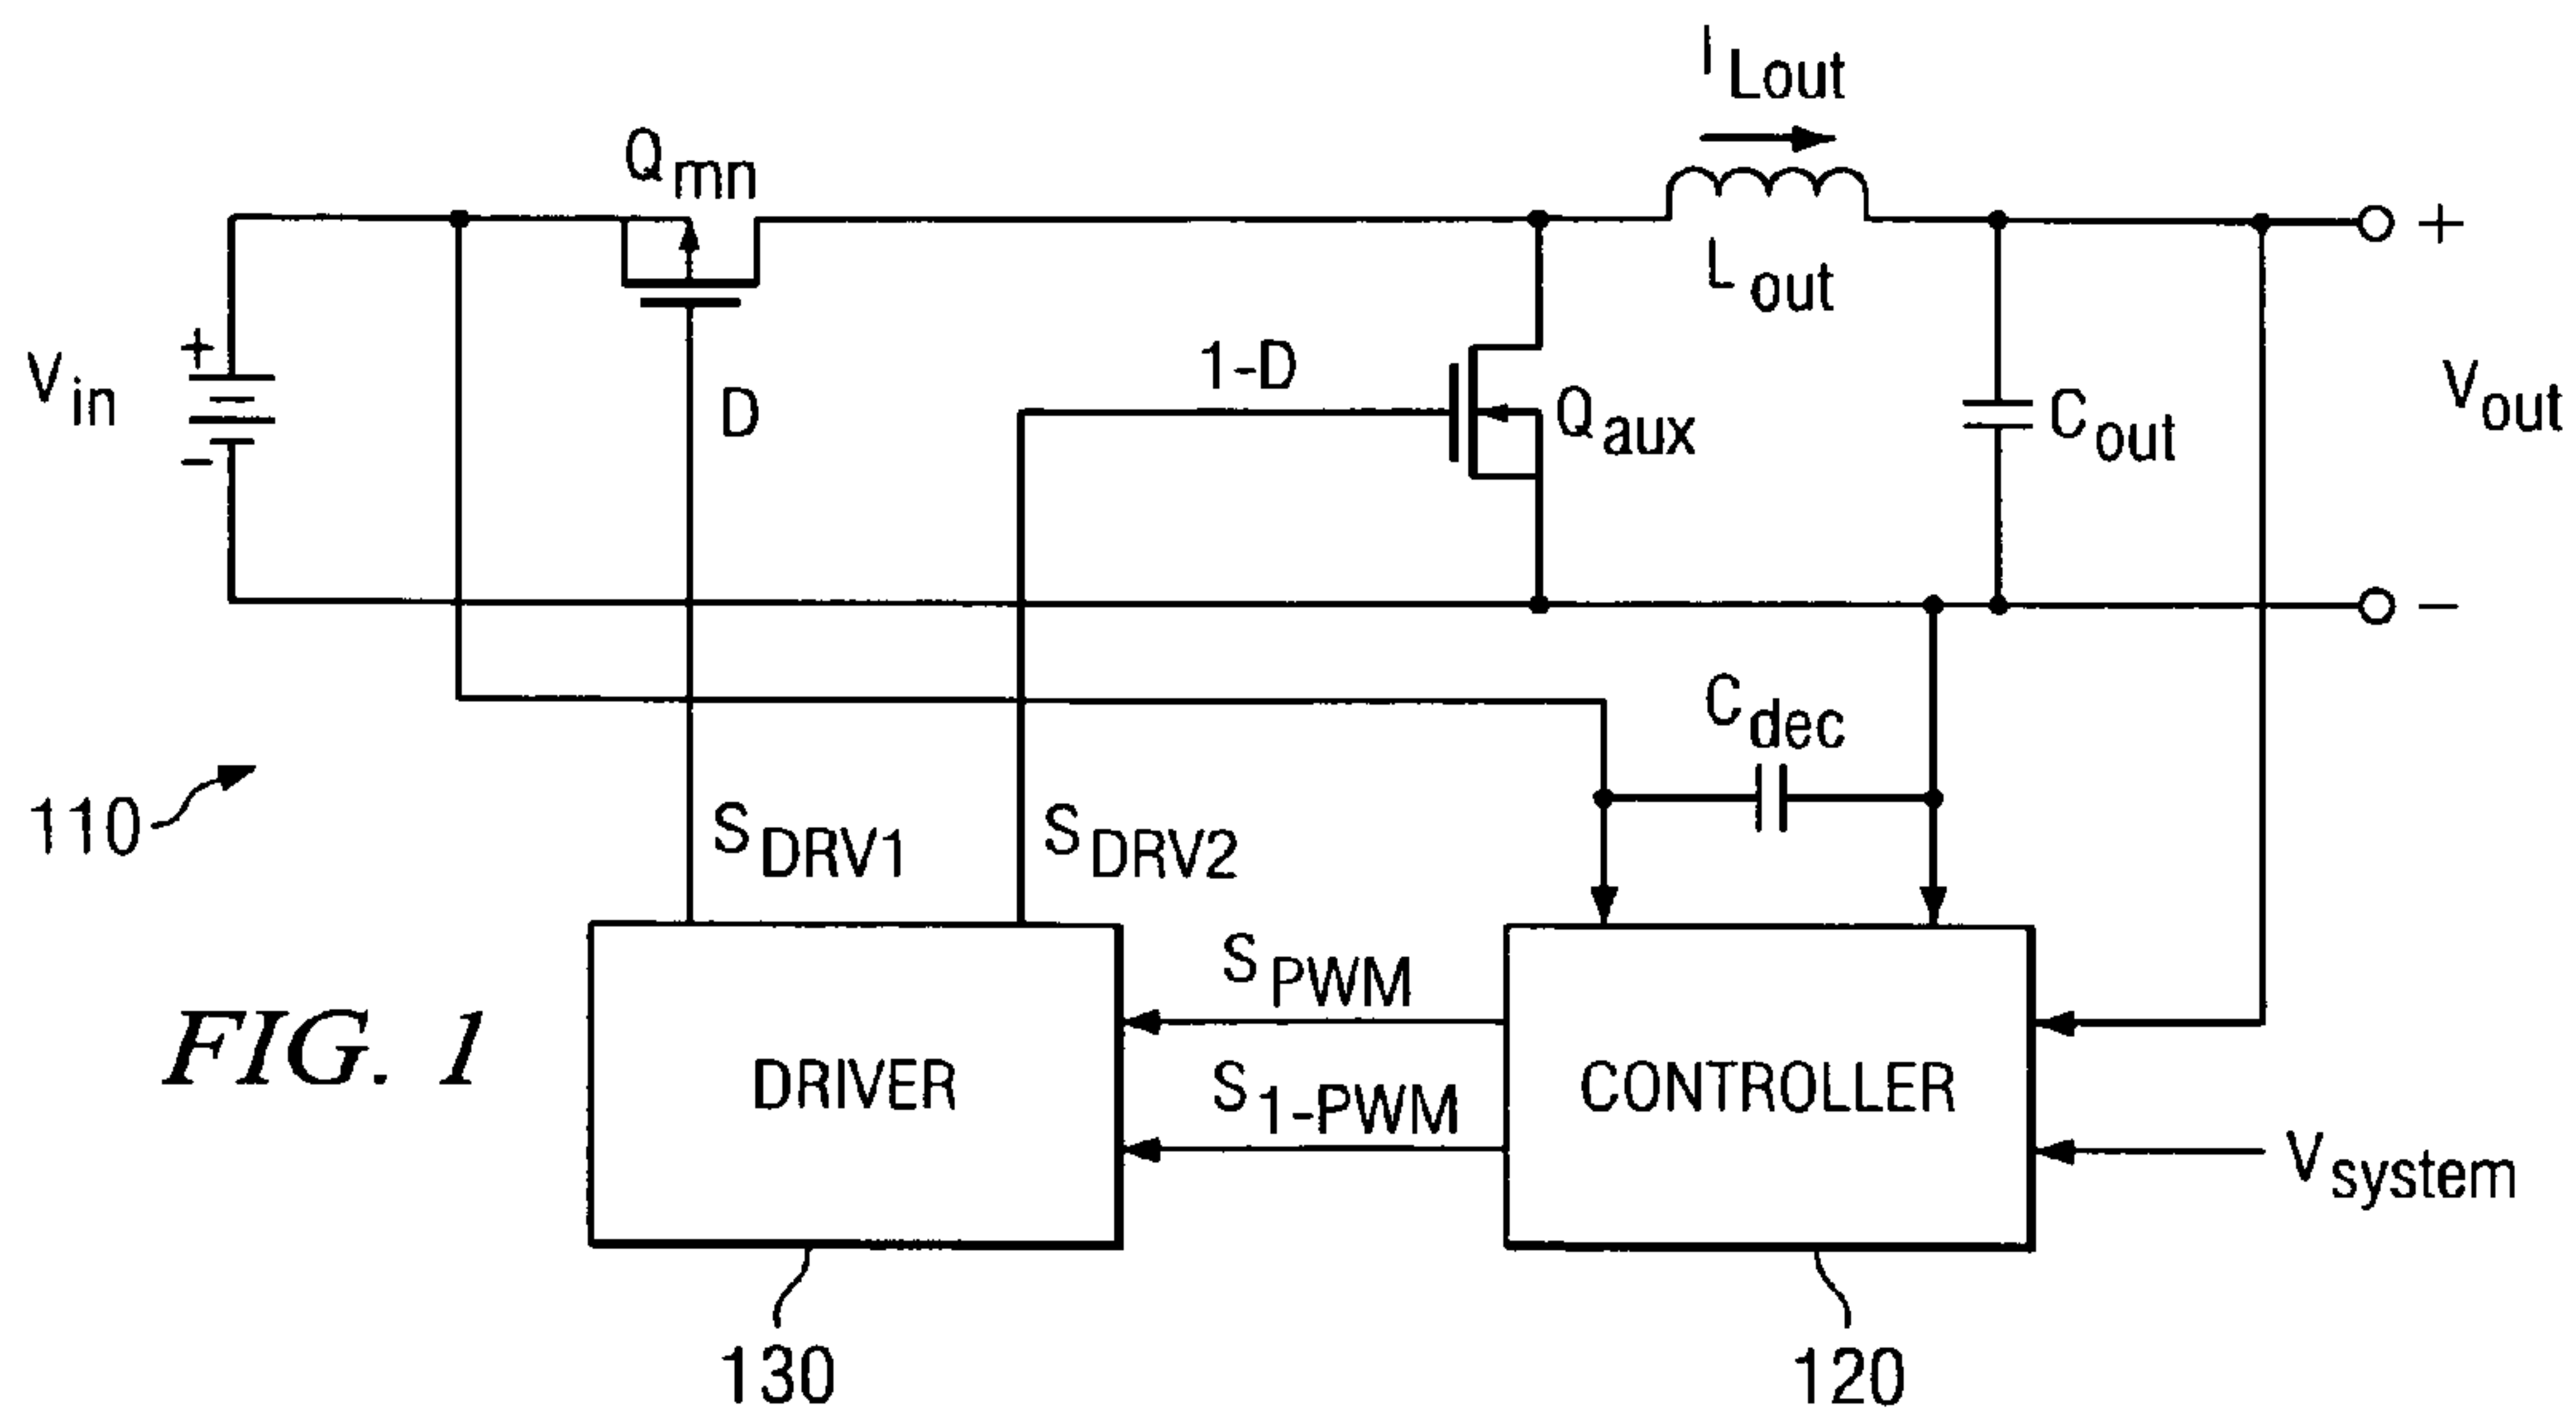 I Lout
Q mn
+
L out
V in
+
-
D
1-D
Q aux
C out
V out
-
C dec
110
S DRV1
S DRV2
S PWM
S 1-PWM
DRIVER
CONTROLLER
V system
FIG. 1
130
120